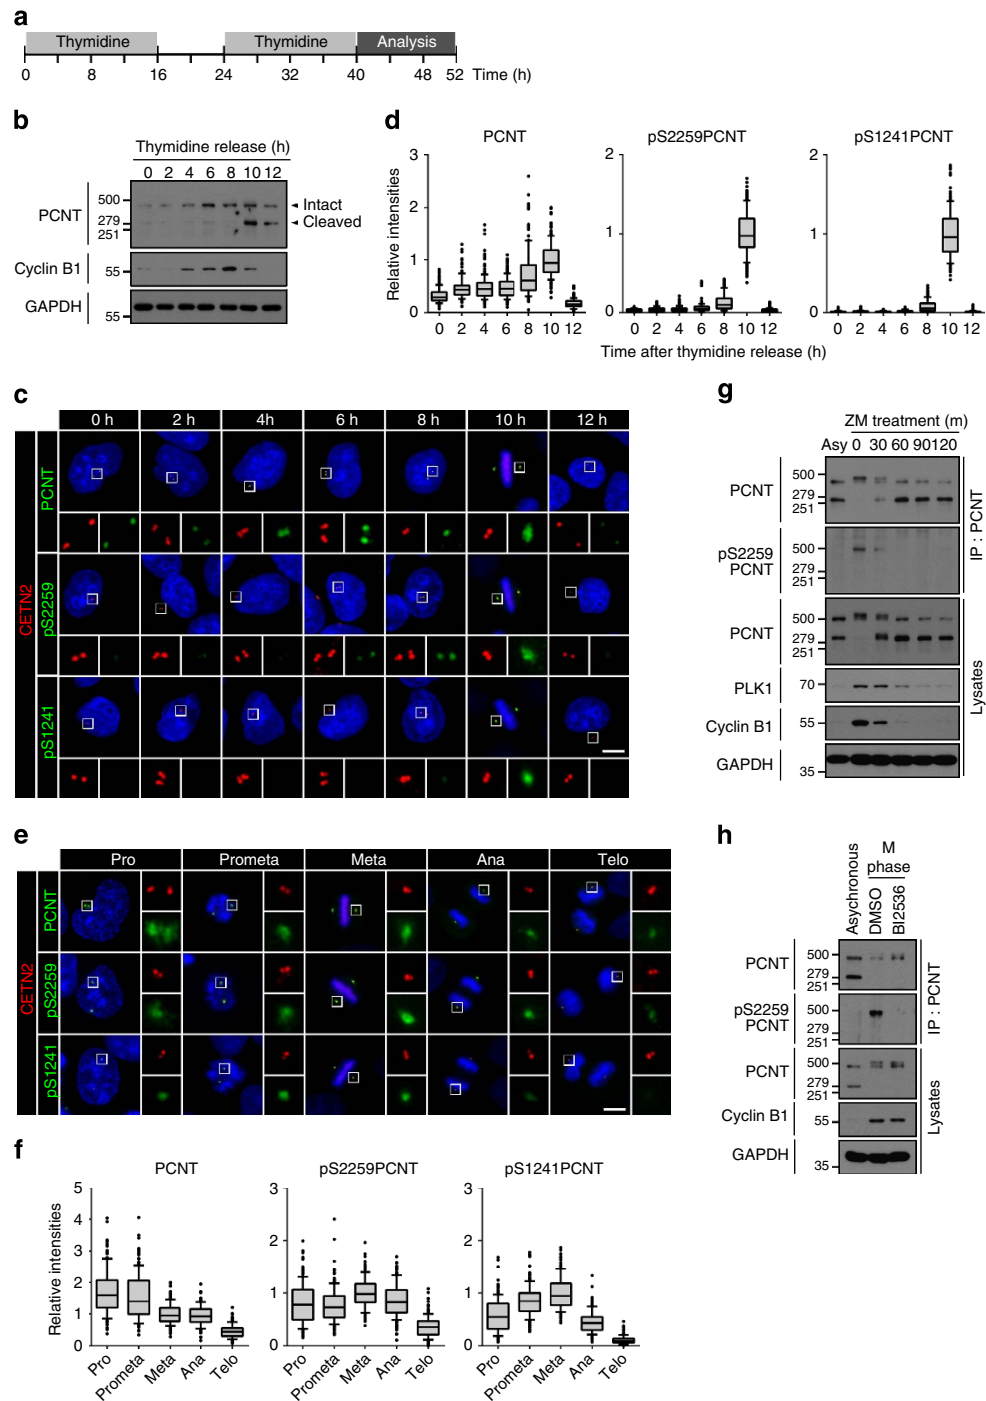 a
Thymidine Thymidine Analysis
0 8 16 24 32 40 48 52 Time (h)
b
Thymidine release (h)
0 2 4 6 8 10 12
PCNT
500
279
251
Intact
Cleaved
Cyclin B1
55
GAPDH
55
d
PCNT
pS2259PCNT
pS1241PCNT
Relative intensities
3
2
1
0
0 2 4 6 8 10 12
2
1
0
0 2 4 6 8 10 12
2
1
0
0 2 4 6 8 10 12
Time after thymidine release (h)
c
0 h 2 h 4h 6 h 8 h 10 h 12 h
CETN2
PCNT
pS2259
pS1241
g
ZM treatment (m)
Asy 0 30 60 90 120
PCNT
500
279
251
pS2259
PCNT
500
279
251
IP : PCNT
PCNT
500
279
251
PLK1
70
Cyclin B1
55
GAPDH
35
Lysates
e
Pro Prometa Meta Ana Telo
CETN2
PCNT
pS2259
pS1241
h
Asychronous
M
phase
DMSO
BI2536
PCNT
500
279
251
pS2259
PCNT
500
279
251
IP : PCNT
PCNT
500
279
251
Cyclin B1
55
GAPDH
35
Lysates
f
PCNT
pS2259PCNT
pS1241PCNT
Relative intensities
5
4
3
2
1
0
Pro Prometa Meta Ana Telo
3
2
1
0
Pro Prometa Meta Ana Telo
3
2
1
0
Pro Prometa Meta Ana Telo